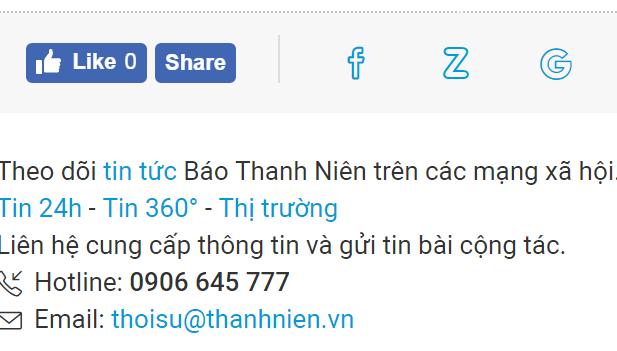 Like 0 Share
Theo dõi tin tức Báo Thanh Niên trên các mạng xã hội.
Tin 24h - Tin 360° - Thị trường
Liên hệ cung cấp thông tin và gửi tin bài cộng tác.
Hotline: 0906 645 777
Email: thoisu@thanhnien.vn